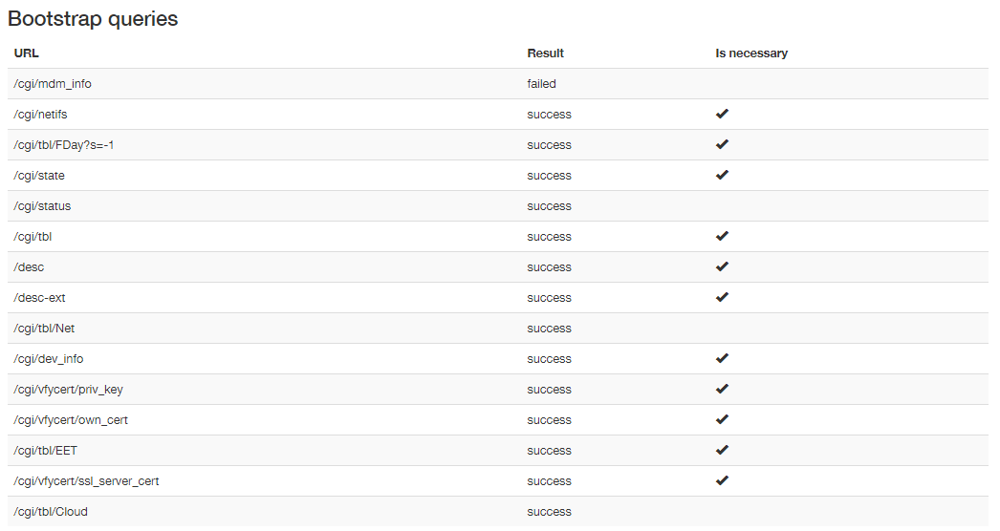 Bootstrap queries
URL Result Is necessary
/cgi/mdm_info failed
/cgi/netifs success ✔
/cgi/tbl/FDay?s=-1 success ✔
/cgi/state success ✔
/cgi/status success
/cgi/tbl success ✔
/desc success ✔
/desc-ext success ✔
/cgi/tbl/Net success
/cgi/dev_info success ✔
/cgi/vfycert/priv_key success ✔
/cgi/vfycert/own_cert success ✔
/cgi/tbl/EET success ✔
/cgi/vfycert/ssl_server_cert success ✔
/cgi/tbl/Cloud success